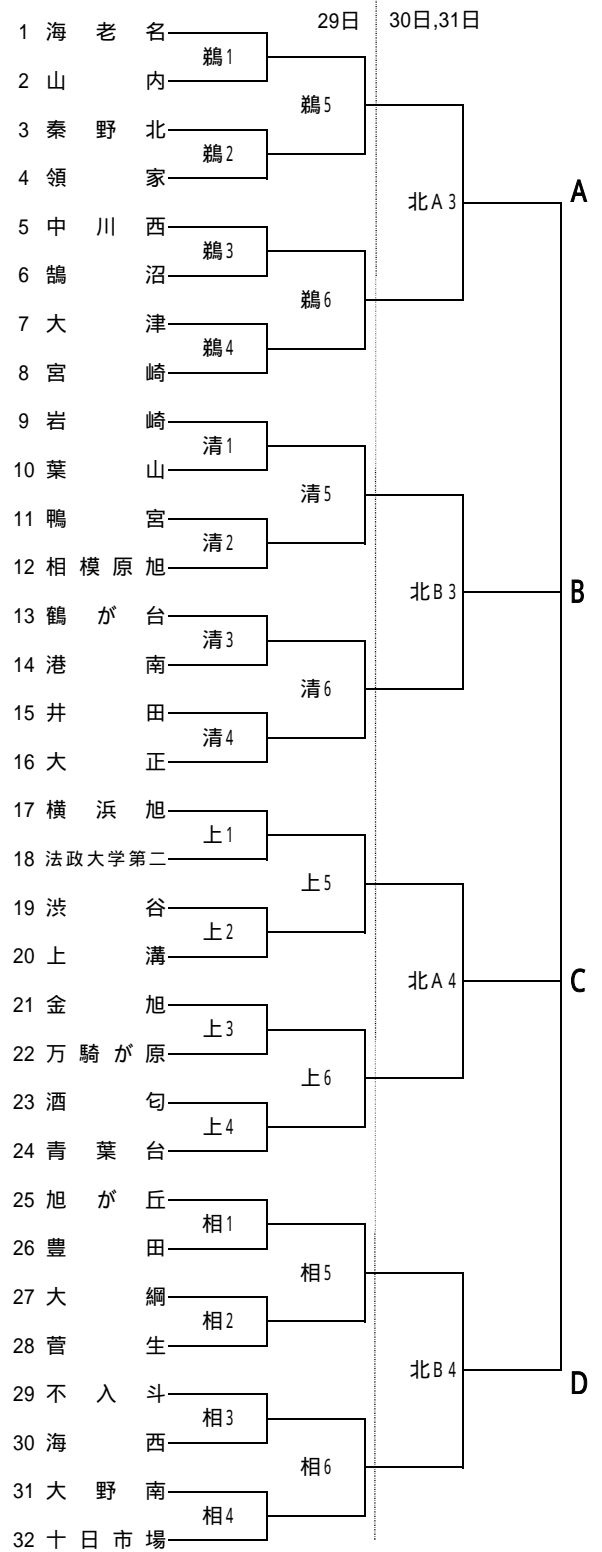 29日 30日,31日
1 海老名
鵜1
2 山内
鵜5
3 秦野北
鵜2
4 領家
北A3
A
5 中川西
鵜3
6 鵠沼
鵜6
7 大津
鵜4
8 宮崎
9 岩崎
清1
10 葉山
清5
11 鴨宮
清2
12 相模原旭
北B3
B
13 鶴が台
清3
14 港南
清6
15 井田
清4
16 大正
17 横浜旭
上1
18 法政大学第二
上5
19 渋谷
上2
20 上溝
北A4
C
21 金旭
上3
22 万騎が原
上6
23 酒匂
上4
24 青葉台
25 旭が丘
相1
26 豊田
相5
27 大綱
相2
28 菅生
北B4
D
29 不入斗
相3
30 海西
相6
31 大野南
相4
32 十日市場